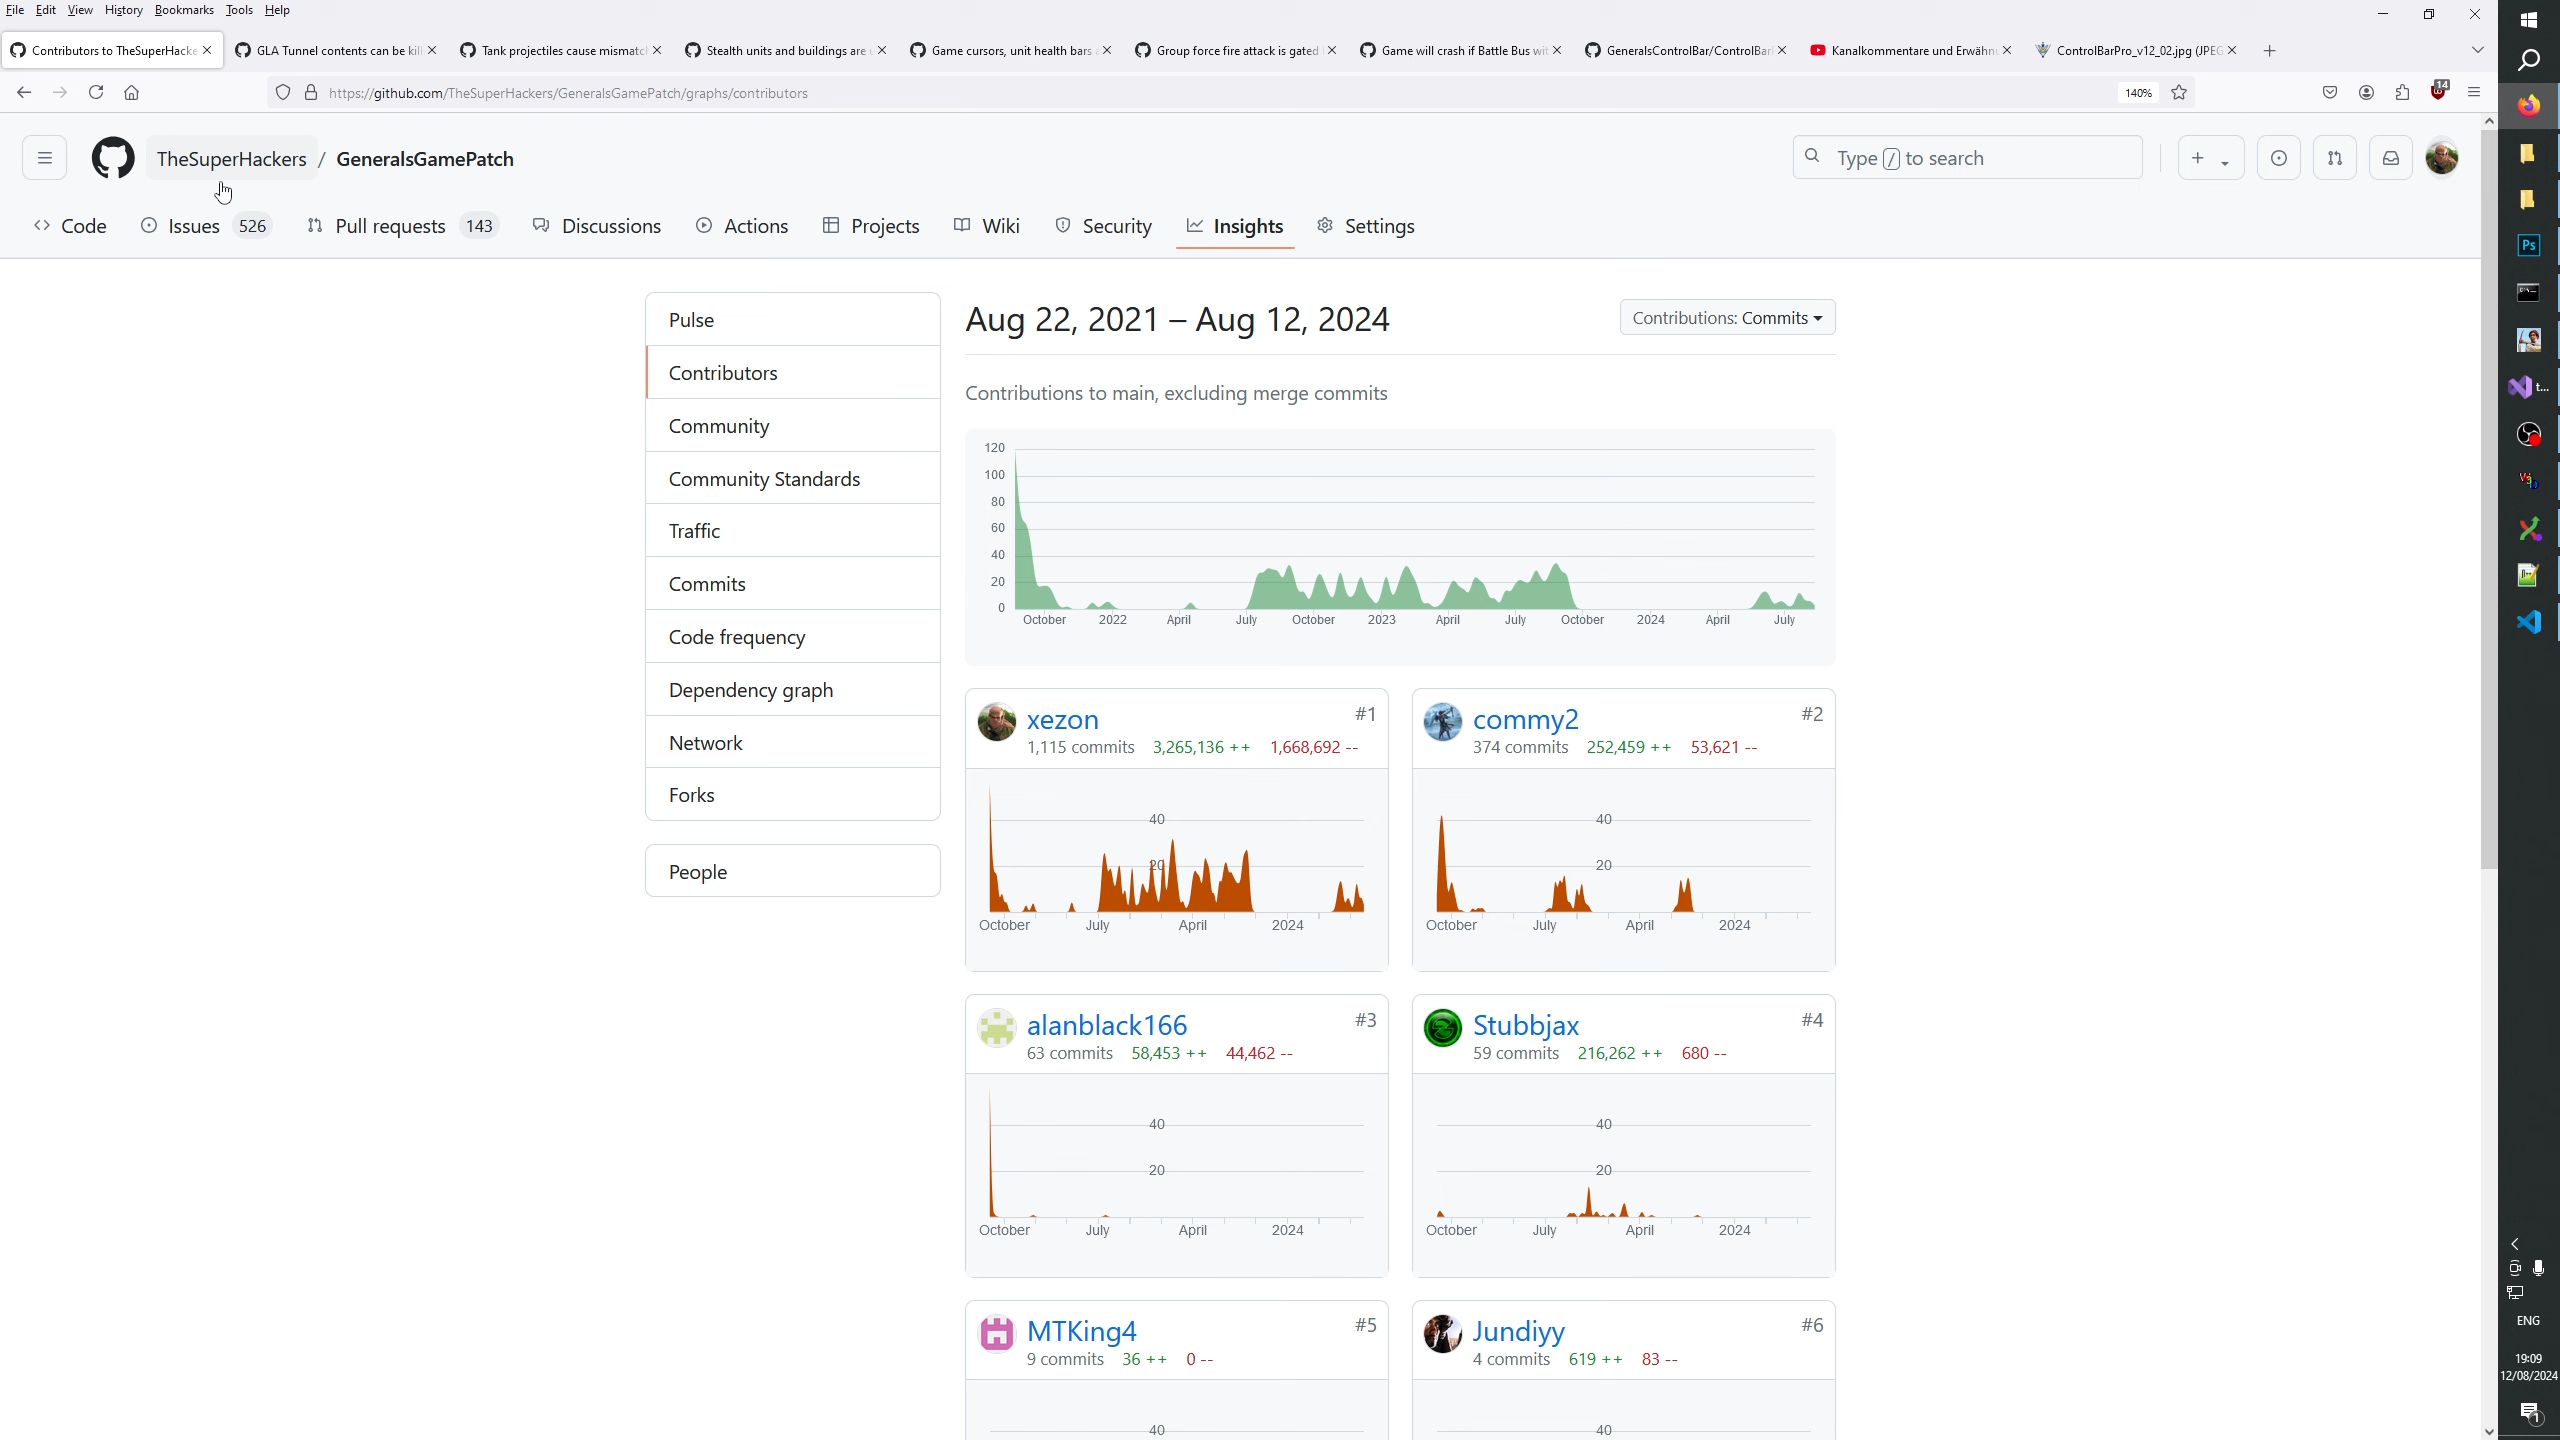 File Edit View History Bookmarks Tools Help
Contributors to TheSuperHacke
GLA Tunnel contents can be kill
Tank projectiles cause mismatc
Stealth units and buildings are
Game cursors, unit health bars
Group force fire attack is gated
Game will crash if Battle Bus wit
GeneralsControlBar/ControlBar
Kanalkommentare und Erwähn
ControlBarPro_v12_02.jpg (JPEG
https://github.com/TheSuperHackers/GeneralsGamePatch/graphs/contributors
140%
14
TheSuperHackers / GeneralsGamePatch
Type / to search
Code
Issues 526
Pull requests 143
Discussions
Actions
Projects
Wiki
Security
Insights
Settings
Pulse
Contributors
Community
Community Standards
Traffic
Commits
Code frequency
Dependency graph
Network
Forks
People
Aug 22, 2021 – Aug 12, 2024
Contributions: Commits
Contributions to main, excluding merge commits
120
100
80
60
40
20
0
October 2022 April July October 2023 April July October 2024 April July
xezon #1
1,115 commits 3,265,136 ++ 1,668,692 --
40
20
October July April 2024
commy2 #2
374 commits 252,459 ++ 53,621 --
40
20
October July April 2024
alanblack166 #3
63 commits 58,453 ++ 44,462 --
40
20
October July April 2024
Stubbjax #4
59 commits 216,262 ++ 680 --
40
20
October July April 2024
MTKing4 #5
9 commits 36 ++ 0 --
40
Jundiyy #6
4 commits 619 ++ 83 --
40
Ps
t...
ENG
19:09
12/08/2024
1